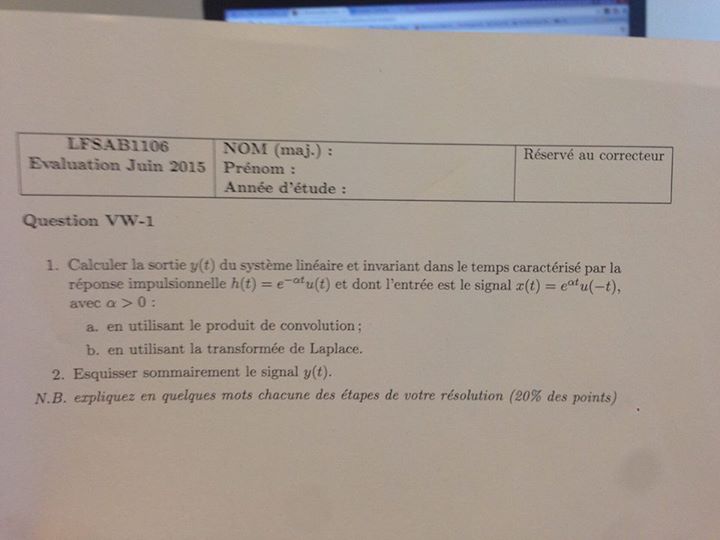 LFSAB1106
Evaluation Juin 2015
NOM (maj.) :
Prénom :
Année d'étude :
Réservé au correcteur
Question VW-1
1. Calculer la sortie y(t) du système linéaire et invariant dans le temps caractérisé par la
réponse impulsionnelle h(t) = e^{-αt}u(t) et dont l'entrée est le signal x(t) = e^{αt}u(-t),
avec α > 0 :
a. en utilisant le produit de convolution ;
b. en utilisant la transformée de Laplace.
2. Esquisser sommairement le signal y(t).
N.B. expliquez en quelques mots chacune des étapes de votre résolution (20% des points)